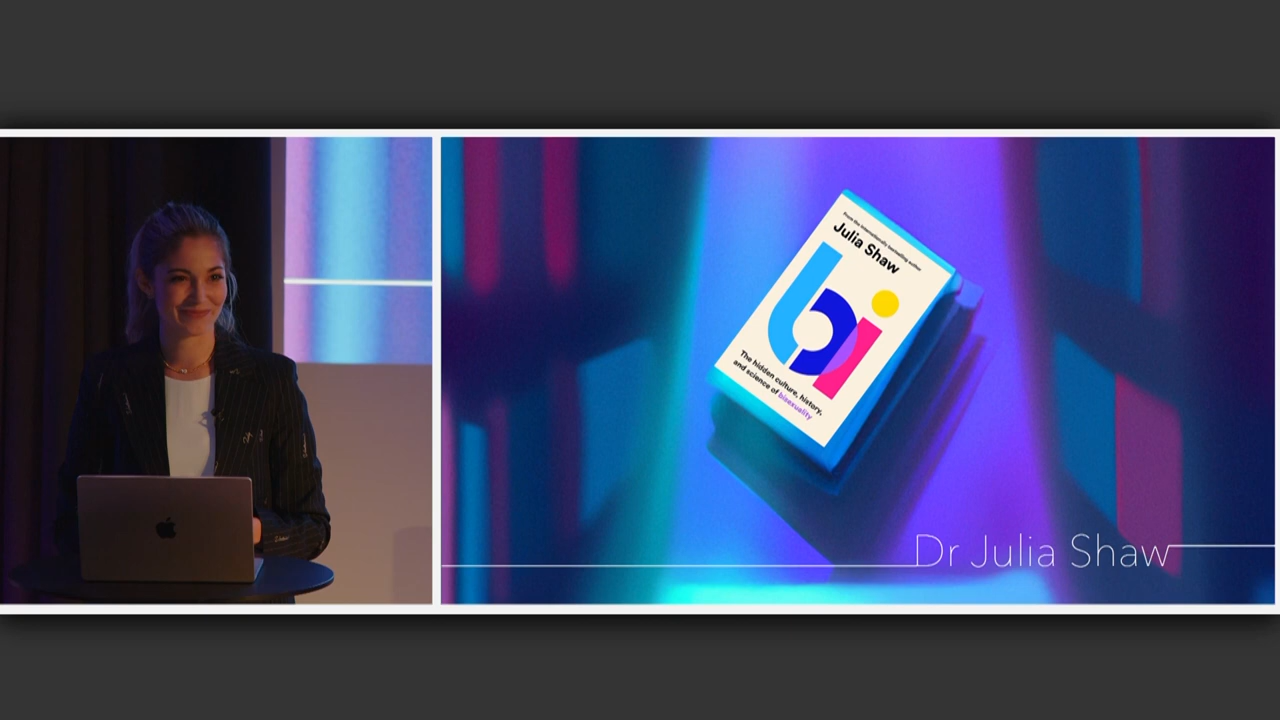 From the internationally bestselling author
Julia Shaw
bi
The hidden culture, history,
and science of bisexuality
Dr Julia Shaw